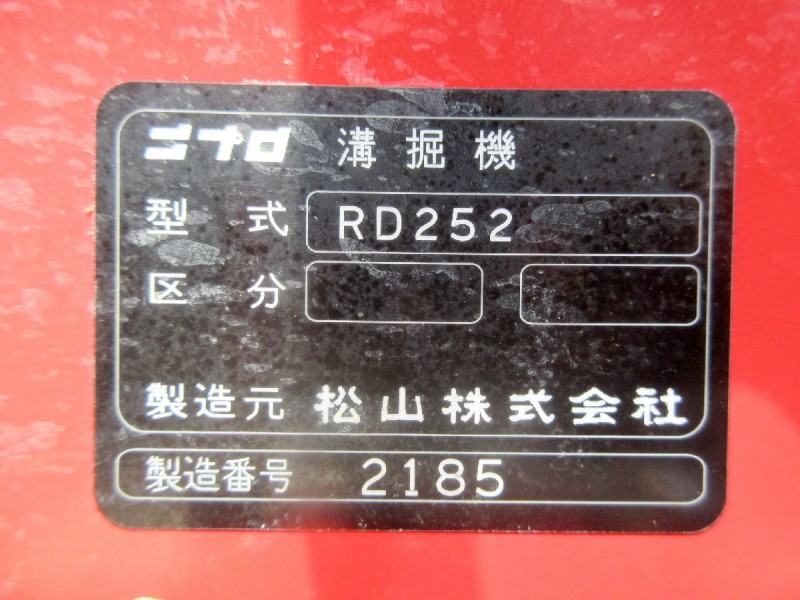 ニプロ 溝掘機
型式 RD252
区分
製造元 松山株式会社
製造番号 2185